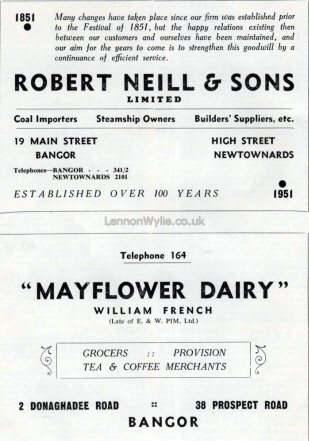 1851 Many changes have taken place since our firm was established prior
to the Festival of 1851, but the happy relations existing then
between our customers and ourselves have been maintained, and
our aim for the years to come is to strengthen this goodwill by a
continuance of efficient service.
ROBERT NEILL & SONS
LIMITED
Coal Importers Steamship Owners Builders' Suppliers, etc.
19 MAIN STREET HIGH STREET
BANGOR NEWTOWNARDS
Telephones—BANGOR - - - 341/2
NEWTOWNARDS 2101
ESTABLISHED OVER 100 YEARS 1951
LennonWylie.co.uk
Telephone 164
"MAYFLOWER DAIRY"
WILLIAM FRENCH
(Late of E. & W. PIM. Ltd.)
GROCERS :: PROVISION
TEA & COFFEE MERCHANTS
2 DONAGHADEE ROAD :: 38 PROSPECT ROAD
BANGOR